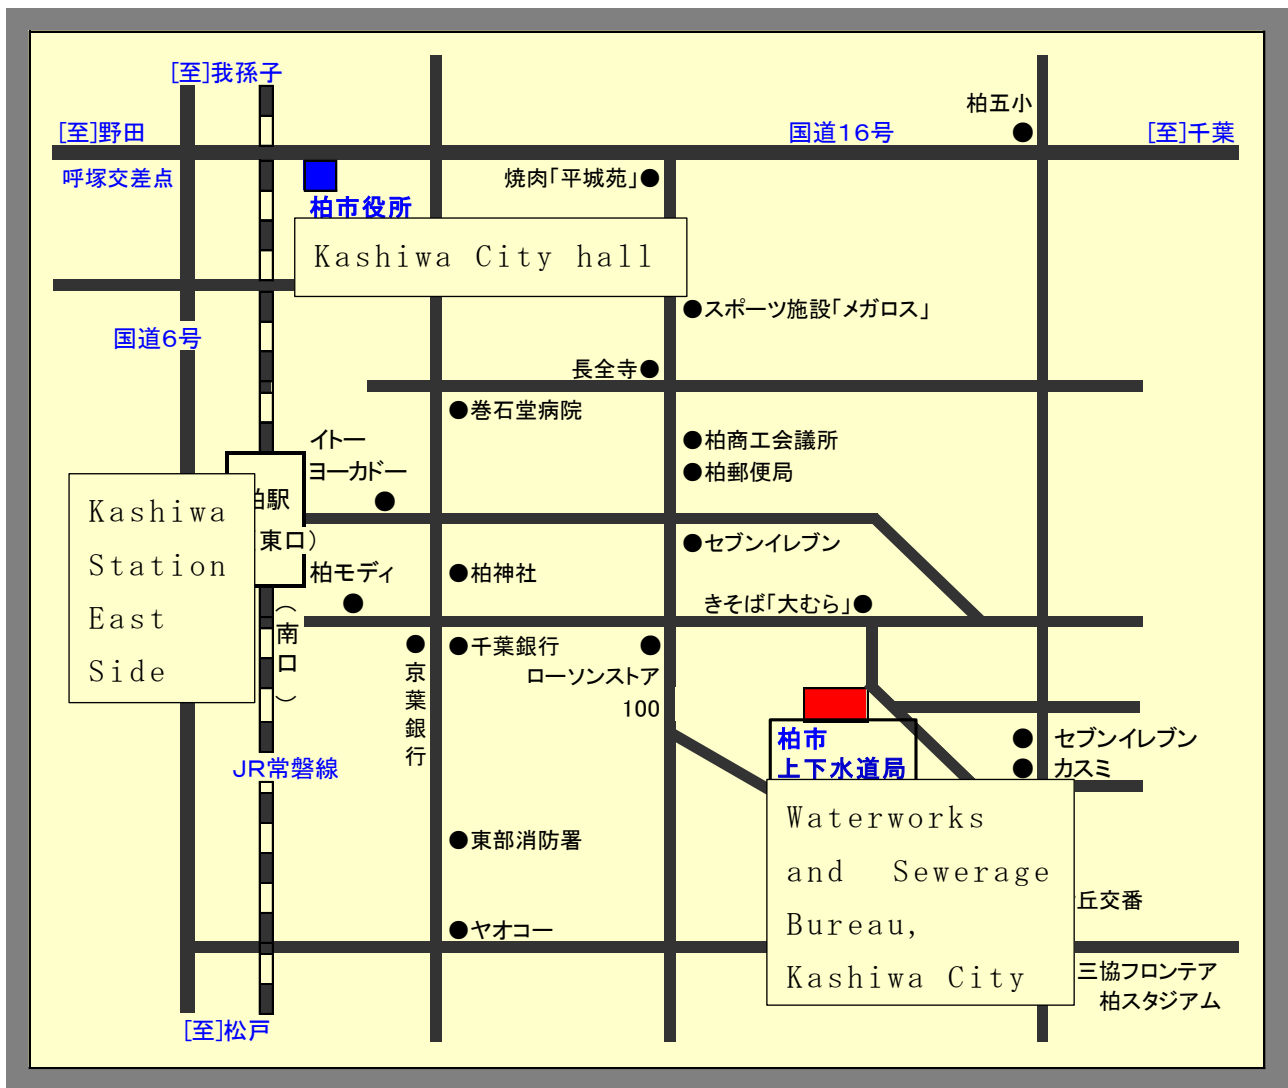 [至]我孫子
柏五小
[至]野田
国道16号
[至]千葉
呼塚交差点
焼肉「平城苑」
柏市役所
Kashiwa City hall
スポーツ施設「メガロス」
国道6号
長全寺
巻石堂病院
イトー
ヨーカドー
柏商工会議所
柏郵便局
駅
東口)
Kashiwa
Station
East
Side
セブンイレブン
柏モディ
柏神社
きそば「大むら」
(南口)
千葉銀行
京葉銀行
ローソンストア
100
柏市
上下水道局
セブンイレブン
カスミ
JR常磐線
Waterworks
and Sewerage
Bureau,
Kashiwa City
東部消防署
丘交番
ヤオコー
三協フロンテア
柏スタジアム
[至]松戸